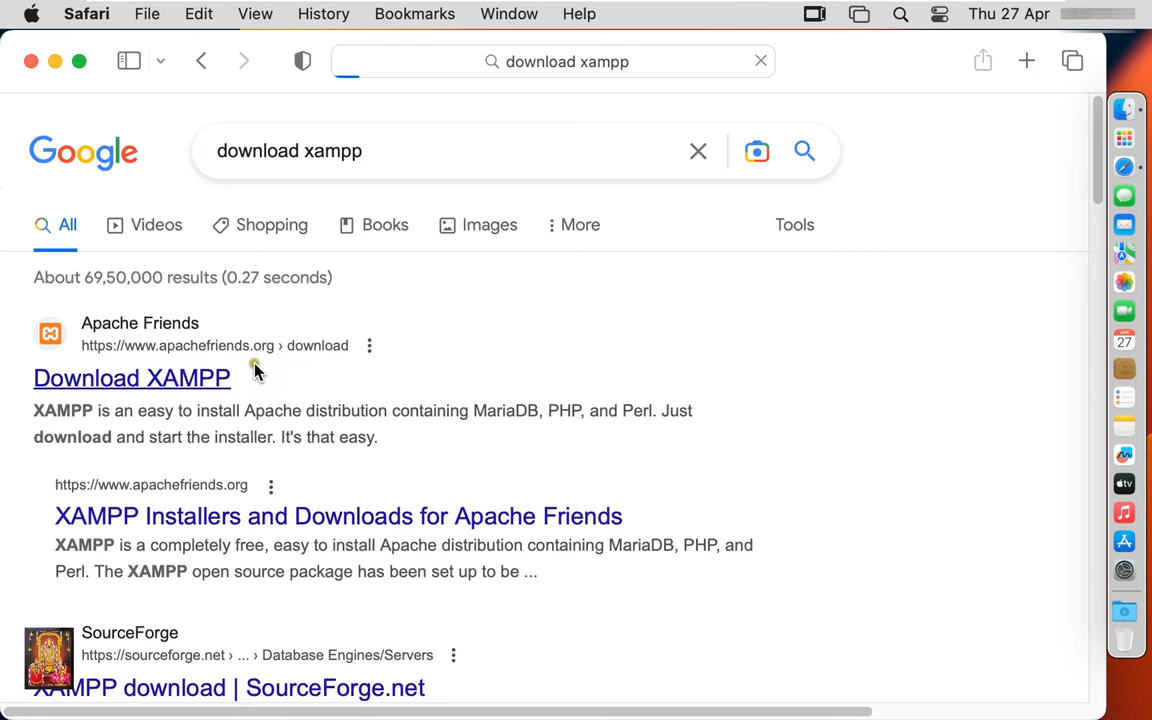 Safari File Edit View History Bookmarks Window Help Thu 27 Apr
download xampp
Google download xampp
All Videos Shopping Books Images More Tools
About 69,50,000 results (0.27 seconds)
Apache Friends
https://www.apachefriends.org › download
Download XAMPP
XAMPP is an easy to install Apache distribution containing MariaDB, PHP, and Perl. Just
download and start the installer. It's that easy.
https://www.apachefriends.org
XAMPP Installers and Downloads for Apache Friends
XAMPP is a completely free, easy to install Apache distribution containing MariaDB, PHP, and
Perl. The XAMPP open source package has been set up to be ...
SourceForge
https://sourceforge.net › ... › Database Engines/Servers
XAMPP download | SourceForge.net
APR
27
tv